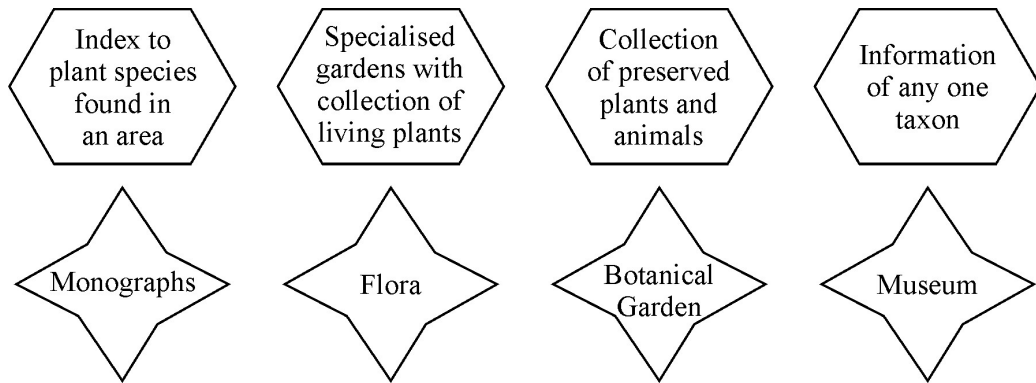 Index to
plant species
found in
an area
Specialised
gardens with
collection of
living plants
Collection
of preserved
plants and
animals
Information
of any one
taxon
Monographs
Flora
Botanical
Garden
Museum